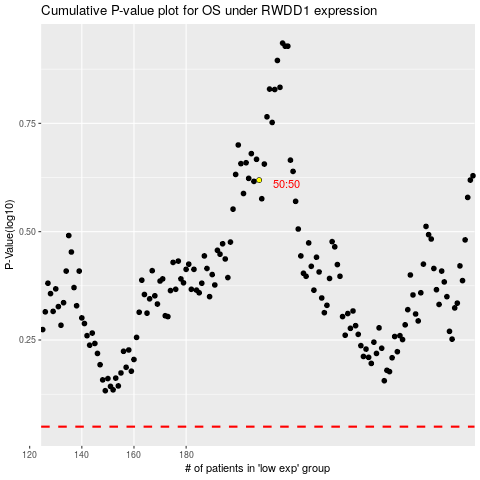 Cumulative P-value plot for OS under RWDD1 expression
P-Value(log10)
0.75
0.50
0.25
50:50
120 140 160 180
# of patients in 'low exp' group